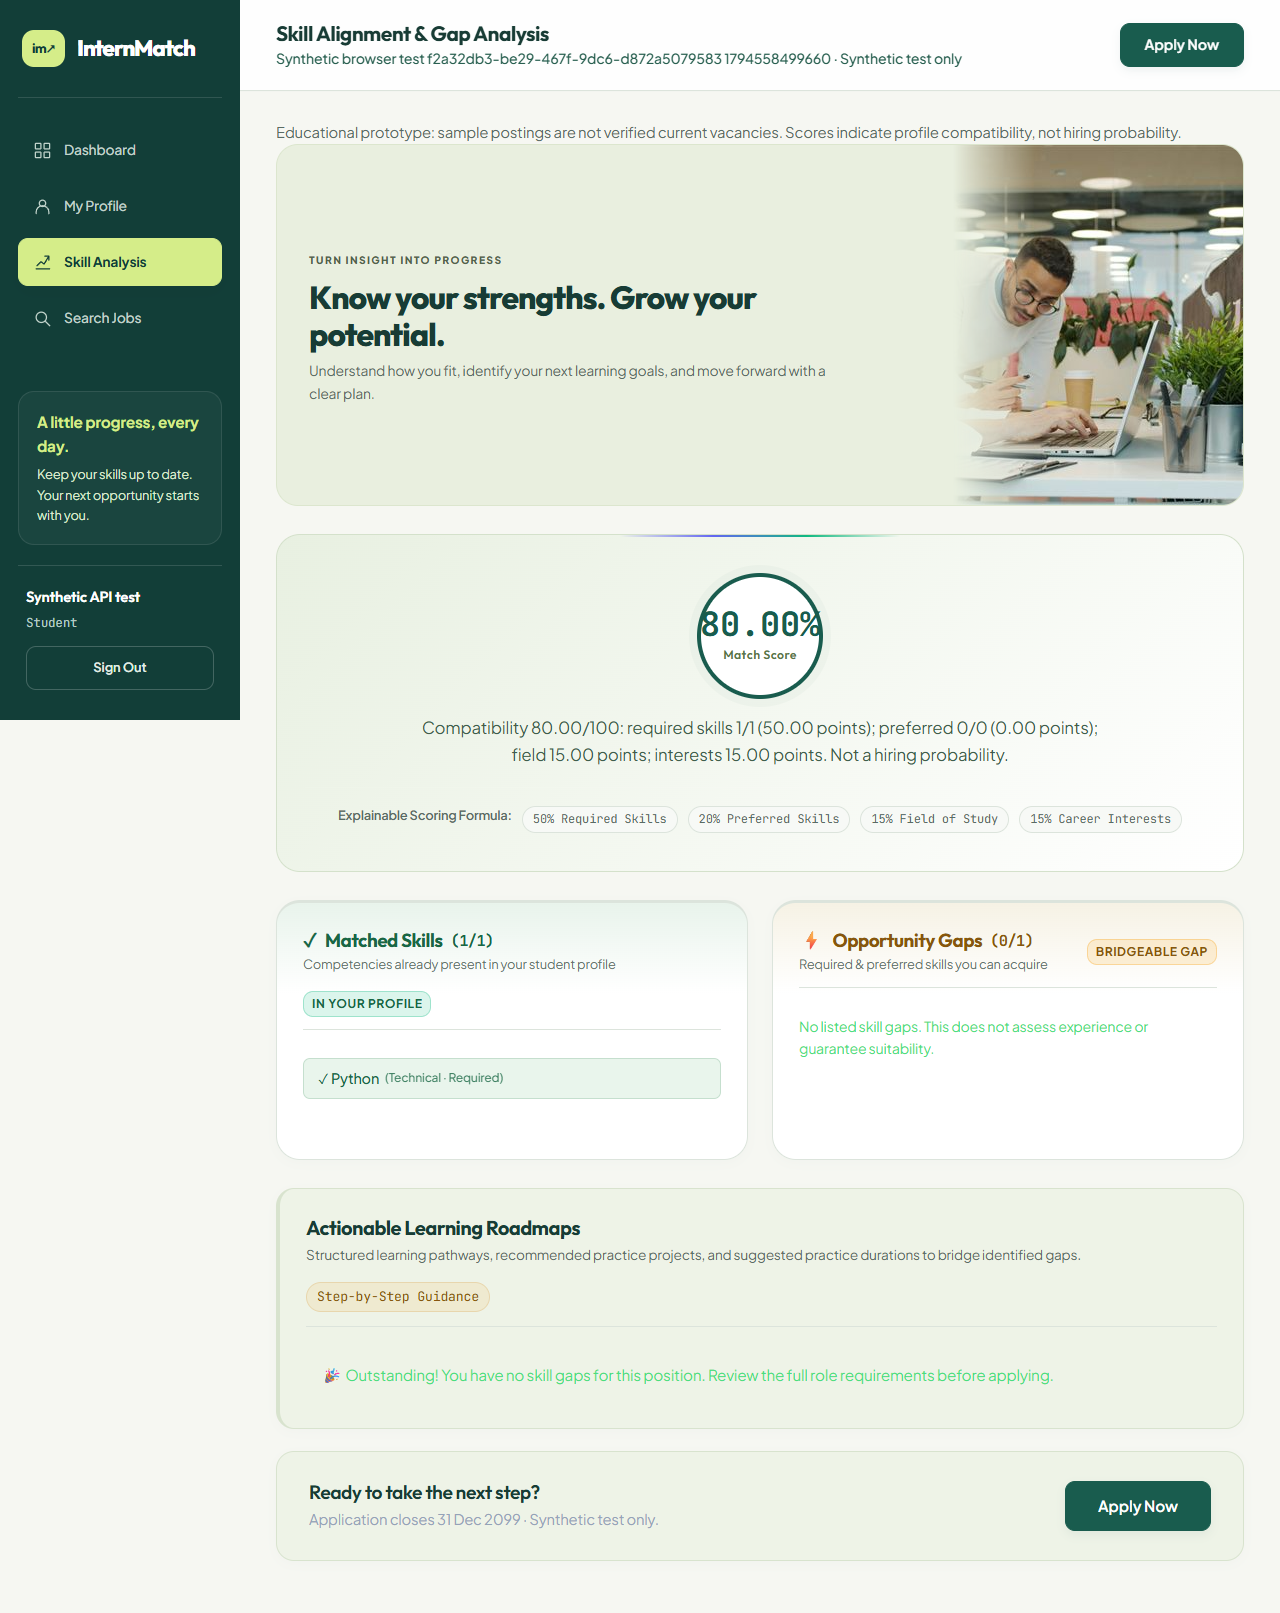 im↗ InternMatch
Dashboard
My Profile
Skill Analysis
Search Jobs
A little progress, every
day.
Keep your skills up to date.
Your next opportunity starts
with you.
Synthetic API test
Student
Sign Out
Skill Alignment & Gap Analysis
Synthetic browser test f2a32db3-be29-467f-9dc6-d872a5079583 1794558499660 · Synthetic test only
Apply Now
Educational prototype: sample postings are not verified current vacancies. Scores indicate profile compatibility, not hiring probability.
TURN INSIGHT INTO PROGRESS
Know your strengths. Grow your
potential.
Understand how you fit, identify your next learning goals, and move forward with a
clear plan.
80.00%
Match Score
Compatibility 80.00/100: required skills 1/1 (50.00 points); preferred 0/0 (0.00 points);
field 15.00 points; interests 15.00 points. Not a hiring probability.
Explainable Scoring Formula: 50% Required Skills 20% Preferred Skills 15% Field of Study 15% Career Interests
✓ Matched Skills (1/1)
Competencies already present in your student profile
IN YOUR PROFILE
✓ Python (Technical · Required)
⚡ Opportunity Gaps (0/1)
Required & preferred skills you can acquire
BRIDGEABLE GAP
No listed skill gaps. This does not assess experience or
guarantee suitability.
Actionable Learning Roadmaps
Structured learning pathways, recommended practice projects, and suggested practice durations to bridge identified gaps.
Step-by-Step Guidance
🎉 Outstanding! You have no skill gaps for this position. Review the full role requirements before applying.
Ready to take the next step?
Application closes 31 Dec 2099 · Synthetic test only.
Apply Now